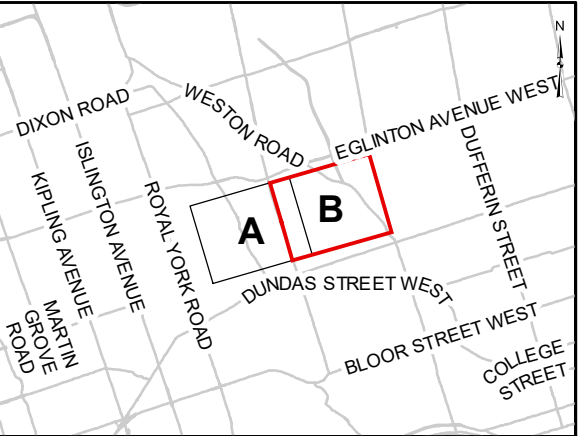 N
DIXON ROAD
WESTON ROAD
EGLINTON AVENUE WEST
KIPLING AVENUE
ISLINGTON AVENUE
ROYAL YORK ROAD
DUFFERIN STREET
A
B
DUNDAS STREET WEST
MARTIN
GROVE
ROAD
BLOOR STREET WEST
COLLEGE
STREET